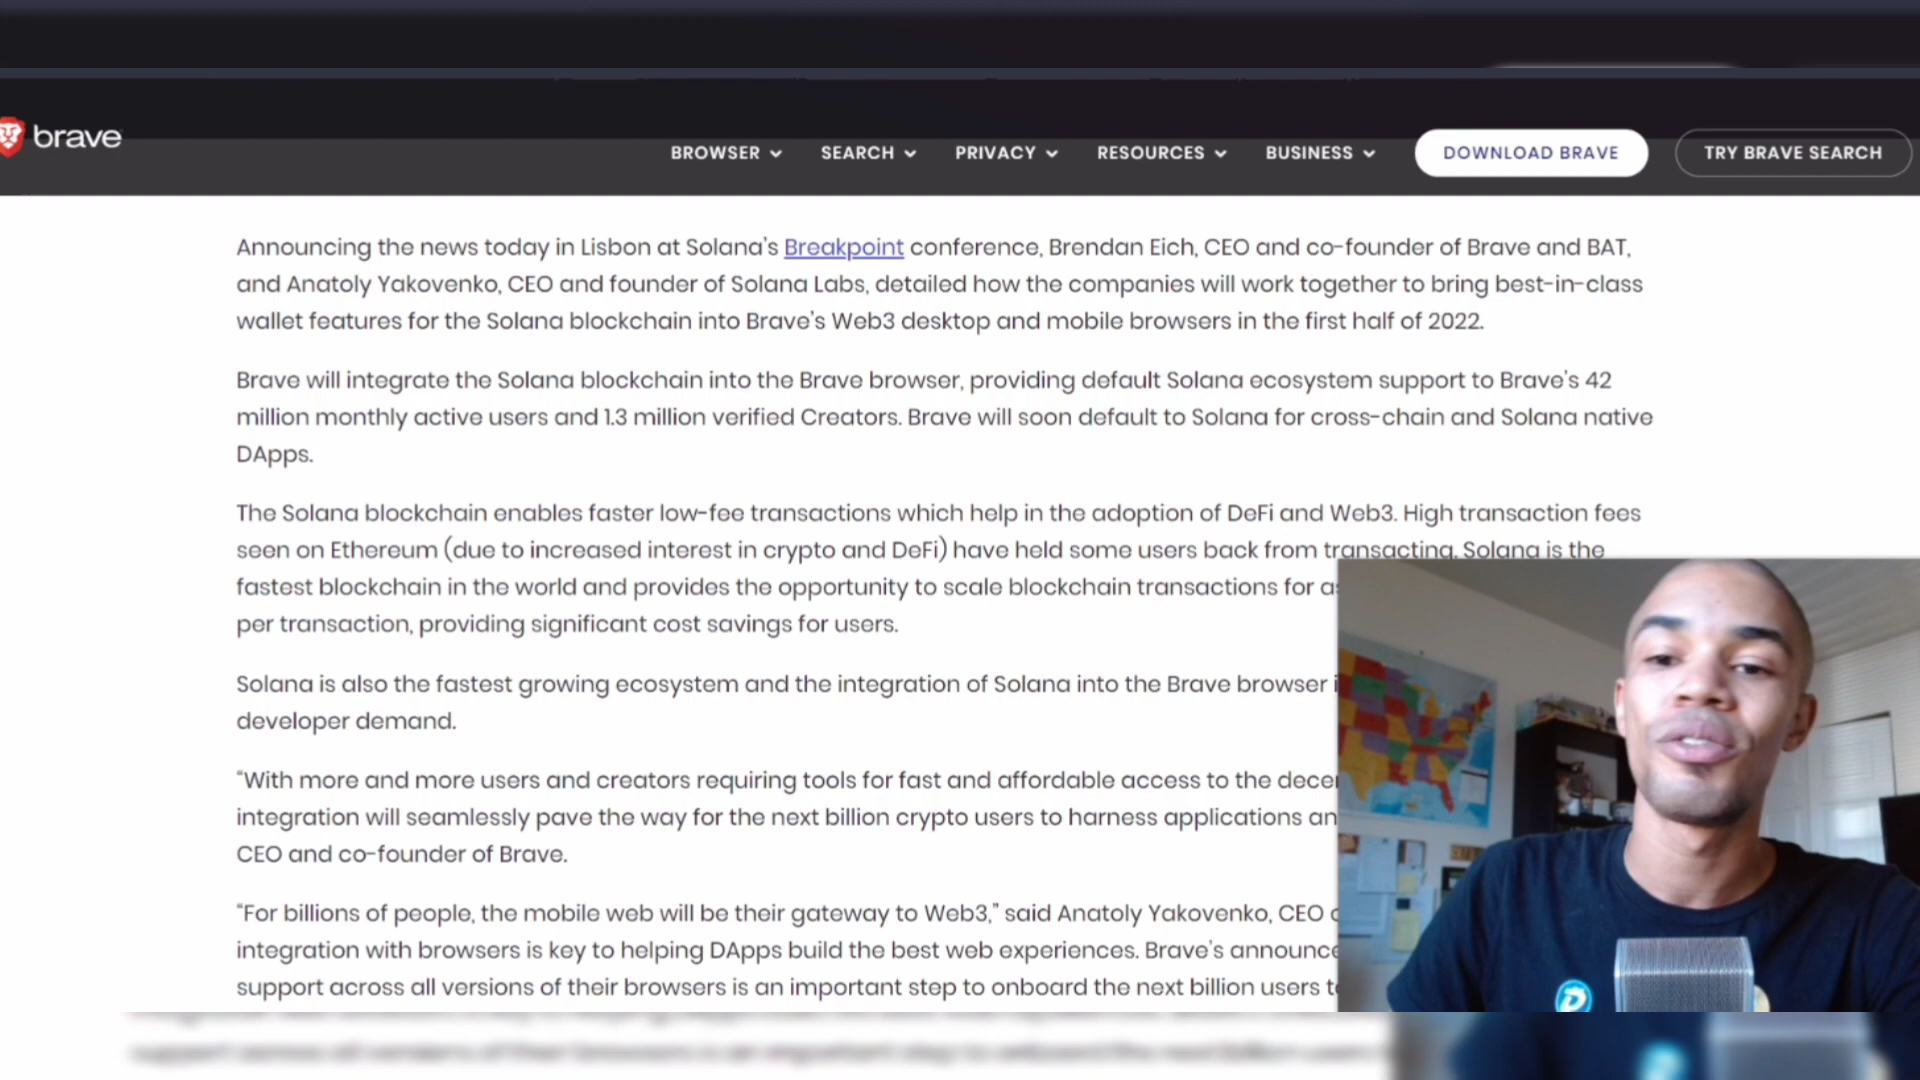 brave
BROWSER SEARCH PRIVACY RESOURCES BUSINESS DOWNLOAD BRAVE TRY BRAVE SEARCH
Announcing the news today in Lisbon at Solana's Breakpoint conference, Brendan Eich, CEO and co-founder of Brave and BAT,
and Anatoly Yakovenko, CEO and founder of Solana Labs, detailed how the companies will work together to bring best-in-class
wallet features for the Solana blockchain into Brave's Web3 desktop and mobile browsers in the first half of 2022.
Brave will integrate the Solana blockchain into the Brave browser, providing default Solana ecosystem support to Brave's 42
million monthly active users and 1.3 million verified Creators. Brave will soon default to Solana for cross-chain and Solana native
DApps.
The Solana blockchain enables faster low-fee transactions which help in the adoption of DeFi and Web3. High transaction fees
seen on Ethereum (due to increased interest in crypto and DeFi) have held some users back from transacting. Solana is the
fastest blockchain in the world and provides the opportunity to scale blockchain transactions for
per transaction, providing significant cost savings for users.
Solana is also the fastest growing ecosystem and the integration of Solana into the Brave browser
developer demand.
“With more and more users and creators requiring tools for fast and affordable access to the
integration will seamlessly pave the way for the next billion crypto users to harness applications
CEO and co-founder of Brave.
“For billions of people, the mobile web will be their gateway to Web3,” said Anatoly Yakovenko, CEO
integration with browsers is key to helping DApps build the best web experiences. Brave's
support across all versions of their browsers is an important step to onboard the next billion users